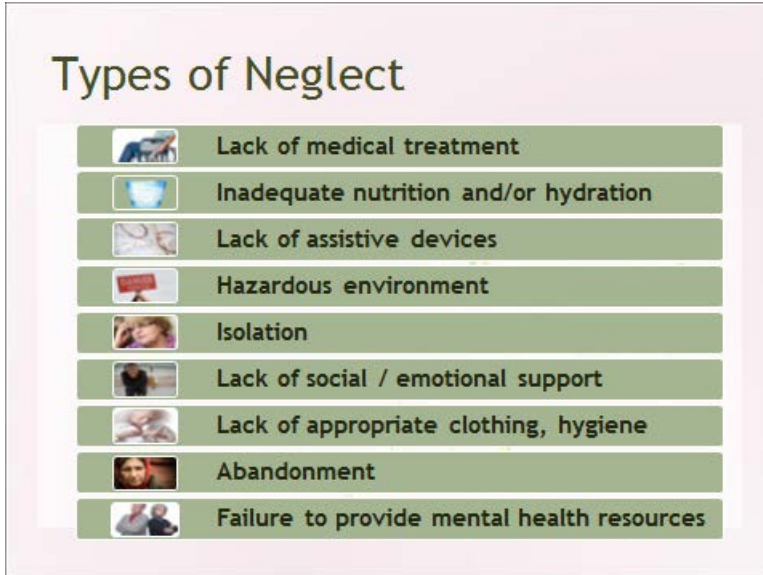 Types of Neglect
Lack of medical treatment
Inadequate nutrition and/or hydration
Lack of assistive devices
Hazardous environment
Isolation
Lack of social / emotional support
Lack of appropriate clothing, hygiene
Abandonment
Failure to provide mental health resources